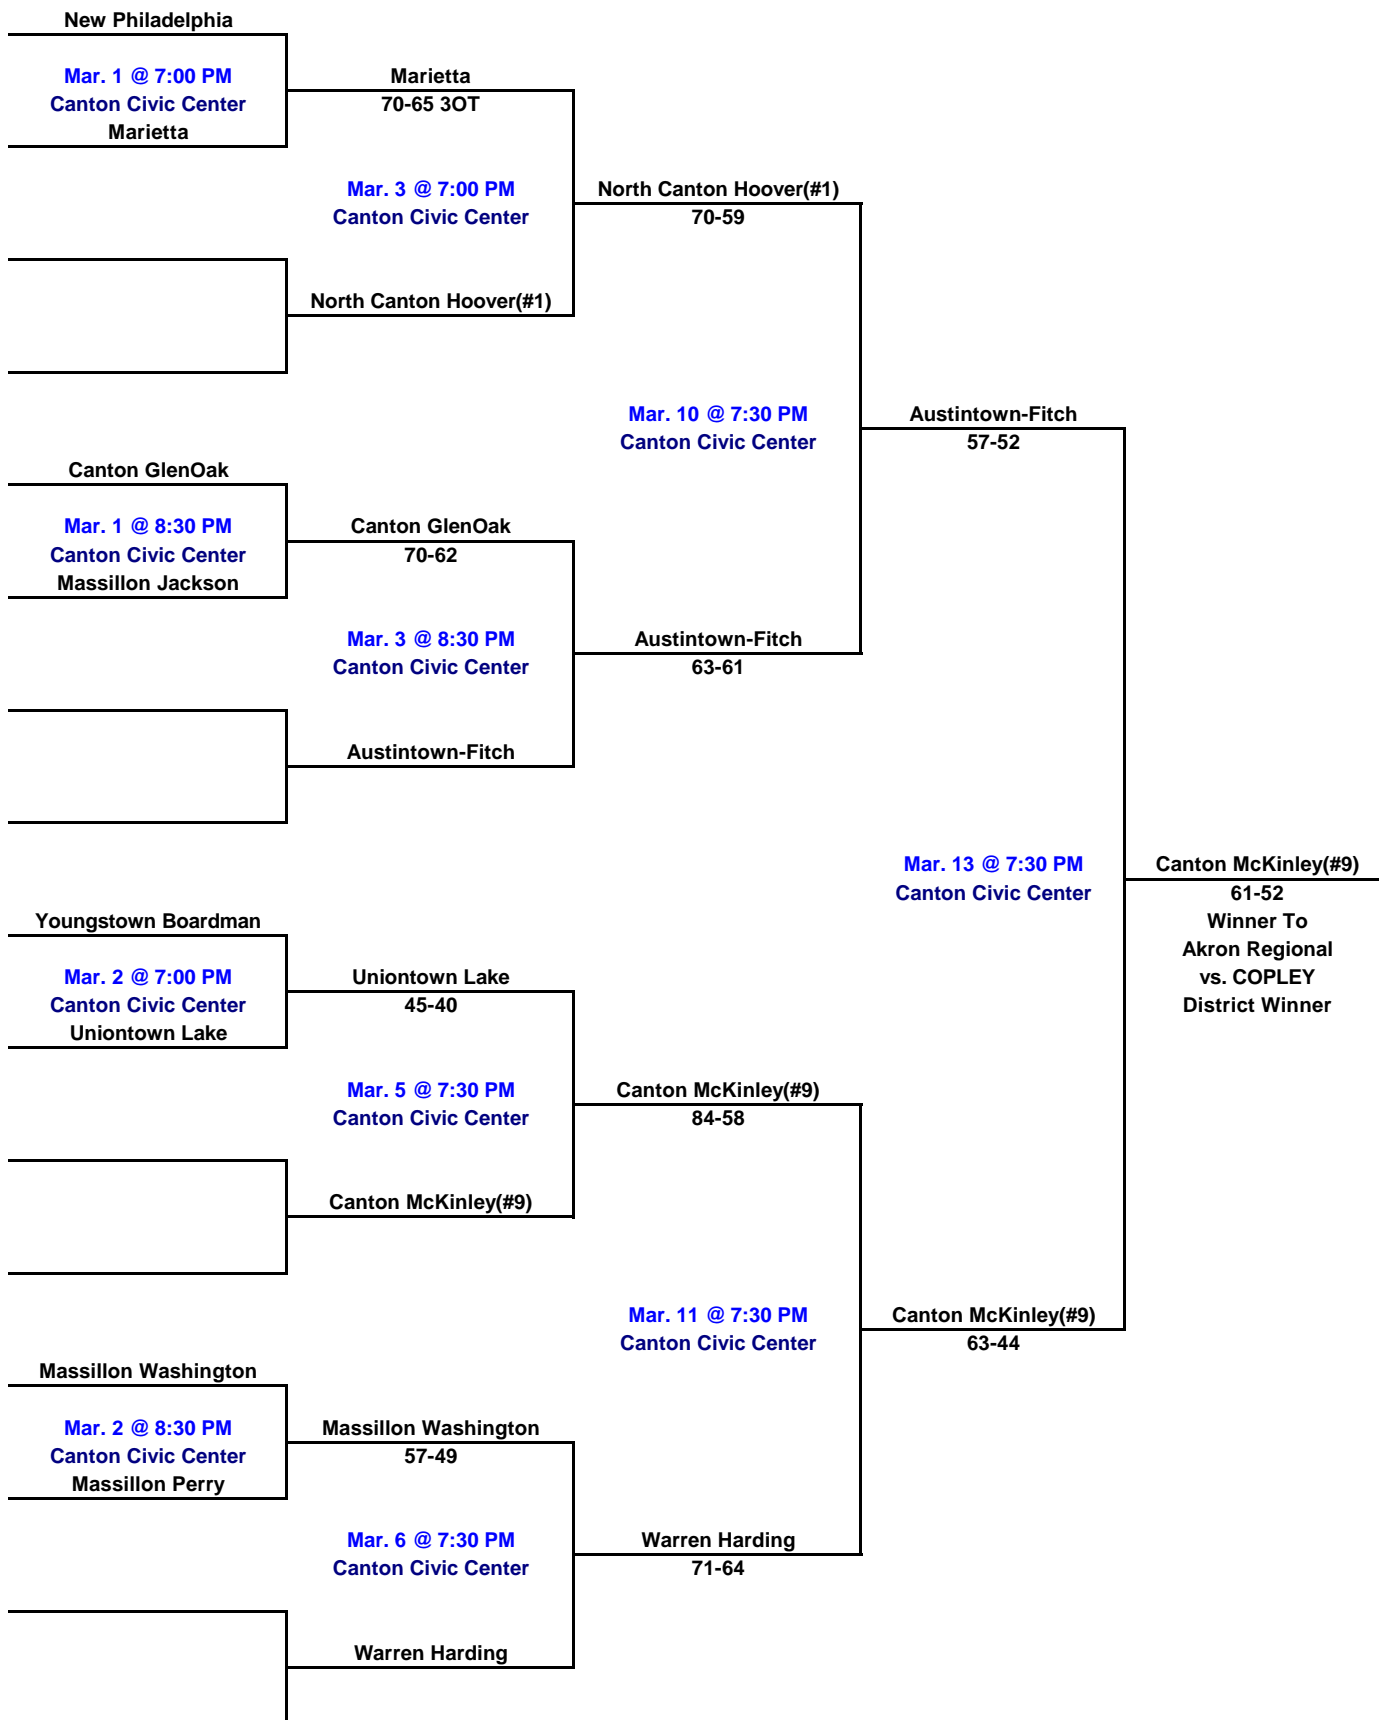 New Philadelphia
Mar. 1 @ 7:00 PM
Canton Civic Center
Marietta
Marietta
70-65 3OT
Mar. 3 @ 7:00 PM
Canton Civic Center
North Canton Hoover(#1)
North Canton Hoover(#1)
70-59
Mar. 10 @ 7:30 PM
Canton Civic Center
Austintown-Fitch
57-52
Canton GlenOak
Mar. 1 @ 8:30 PM
Canton Civic Center
Massillon Jackson
Canton GlenOak
70-62
Mar. 3 @ 8:30 PM
Canton Civic Center
Austintown-Fitch
Austintown-Fitch
63-61
Mar. 13 @ 7:30 PM
Canton Civic Center
Canton McKinley(#9)
61-52
Winner To
Akron Regional
vs. COPLEY
District Winner
Youngstown Boardman
Mar. 2 @ 7:00 PM
Canton Civic Center
Uniontown Lake
Uniontown Lake
45-40
Mar. 5 @ 7:30 PM
Canton Civic Center
Canton McKinley(#9)
Canton McKinley(#9)
84-58
Mar. 11 @ 7:30 PM
Canton Civic Center
Canton McKinley(#9)
63-44
Massillon Washington
Mar. 2 @ 8:30 PM
Canton Civic Center
Massillon Perry
Massillon Washington
57-49
Mar. 6 @ 7:30 PM
Canton Civic Center
Warren Harding
Warren Harding
71-64